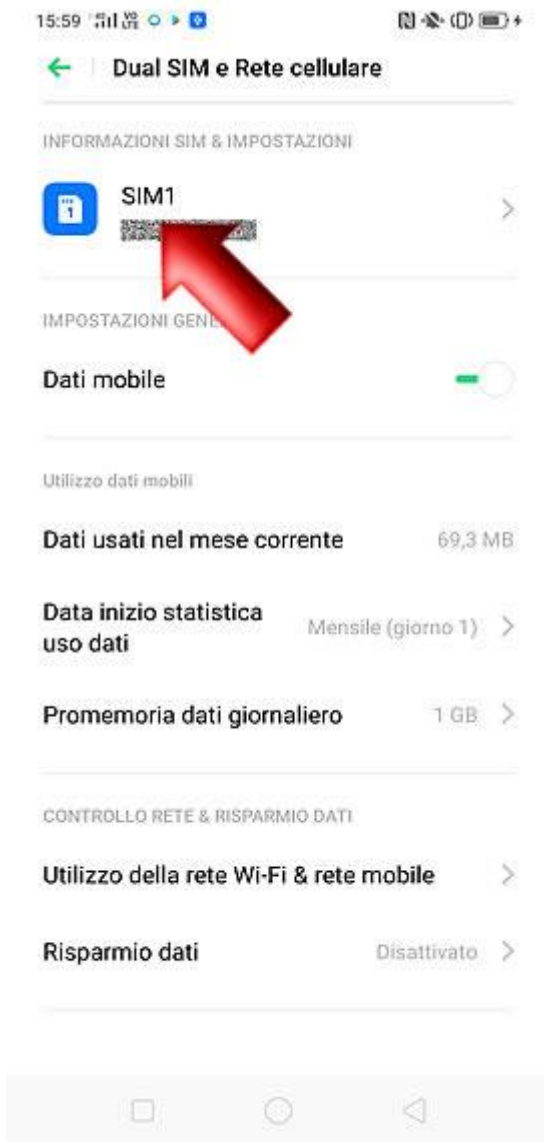 15:59
Dual SIM e Rete cellulare
INFORMAZIONI SIM & IMPOSTAZIONI
1
SIM1
IMPOSTAZIONI
Dati mobile
Utilizzo dati mobili
Dati usati nel mese corrente 69,3 MB
Data inizio statistica
uso dati
Mensile (giorno 1)
Promemoria dati giornaliero 1 GB
CONTROLLO RETE & RISPARMIO DATI
Utilizzo della rete Wi-Fi & rete mobile
Risparmio dati Disattivato